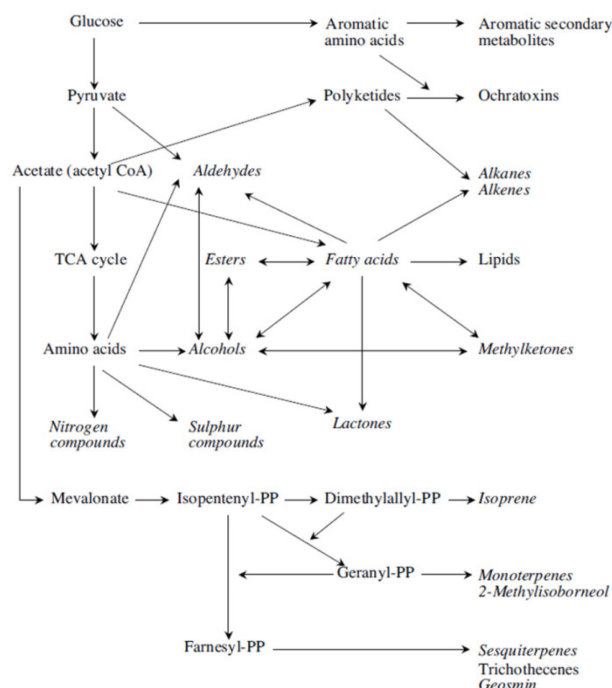 Glucose
Aromatic
amino acids
Aromatic secondary
metabolites
Pyruvate
Polyketides
Ochratoxins
Acetate (acetyl CoA)
Aldehydes
Alkanes
Alkenes
TCA cycle
Esters
Fatty acids
Lipids
Amino acids
Alcohols
Methylketones
Nitrogen
compounds
Sulphur
compounds
Lactones
Mevalonate
Isopentenyl-PP
Dimethylallyl-PP
Isoprene
Geranyl-PP
Monoterpenes
2-Methylisoborneol
Farnesyl-PP
Sesquiterpenes
Trichothecenes
Geosmin